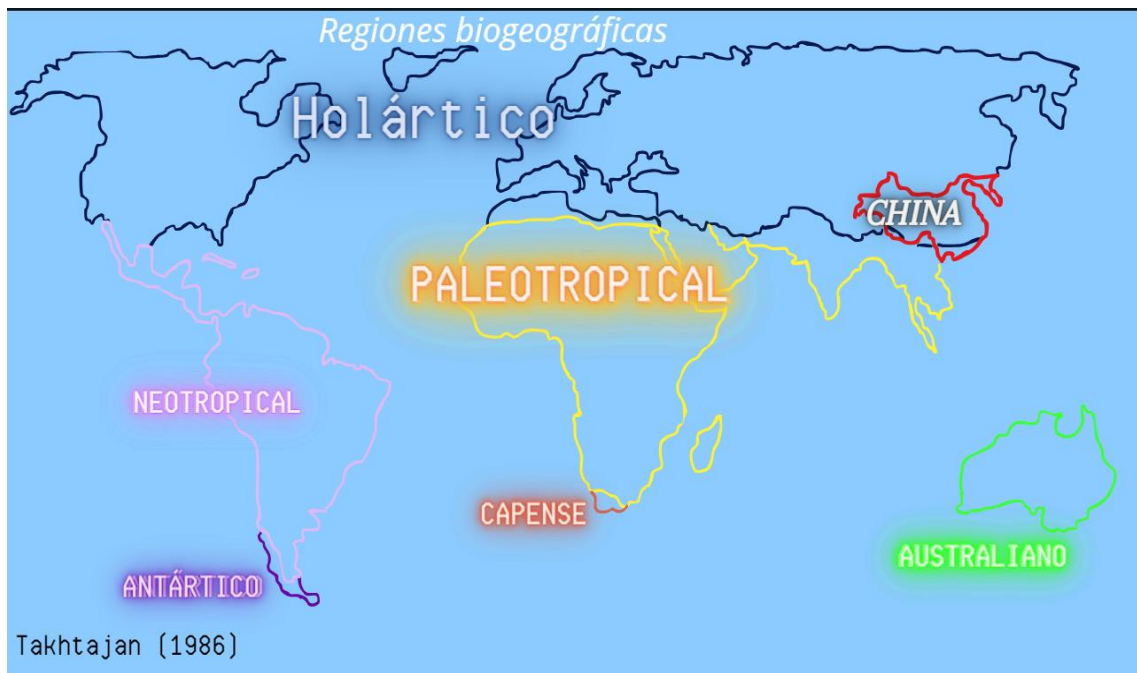 Regiones biogeográficas
Holártico
CHINA
PALEOTROPICAL
NEOTROPICAL
CAPENSE
AUSTRALIANO
ANTÁRTICO
Takhtajan (1986)